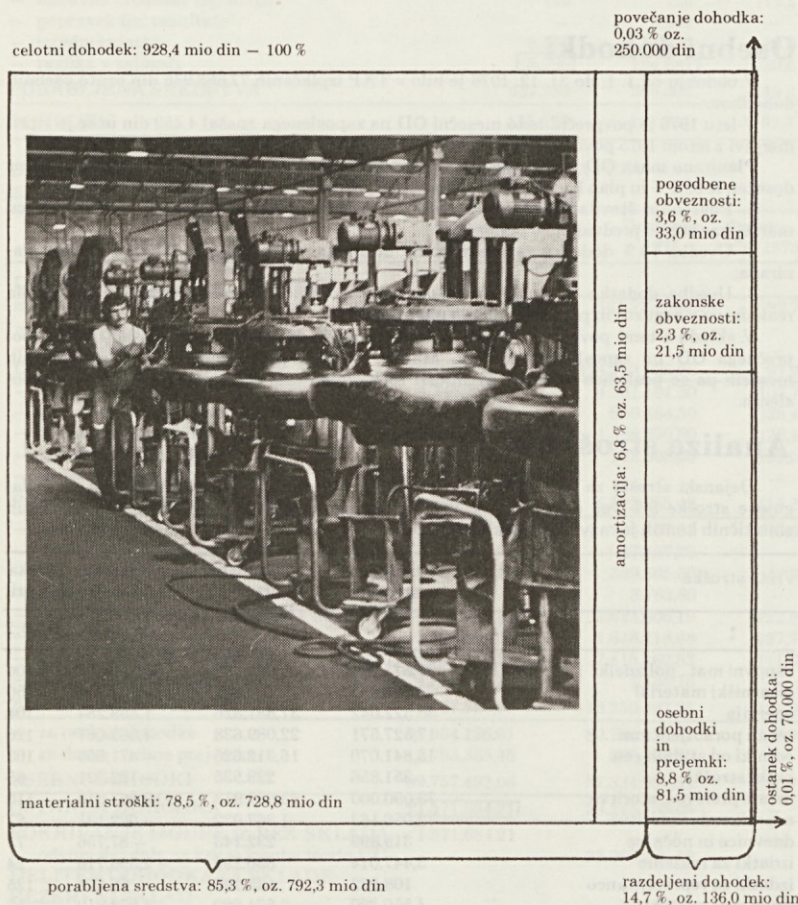 povečanje dohodka:
0,03 % oz.
250.000 din
celotni dohodek: 928,4 mio din — 100 %
pogodbene
obveznosti:
3,6 %, oz.
33,0 mio din
zakonske
obveznosti:
2,3 %, oz.
21,5 mio din
amortizacija: 6,8 % oz. 63,5 mio din
osebni
dohodki
in
prejemki:
8,8 % oz.
81,5 mio din
ostanek dohodka:
0,01 %, oz. 70.000 din
materialni stroški: 78,5 %, oz. 728,8 mio din
porabljena sredstva: 85,3 %, oz. 792,3 mio din
razdeljeni dohodek:
14,7 %, oz. 136,0 mio din